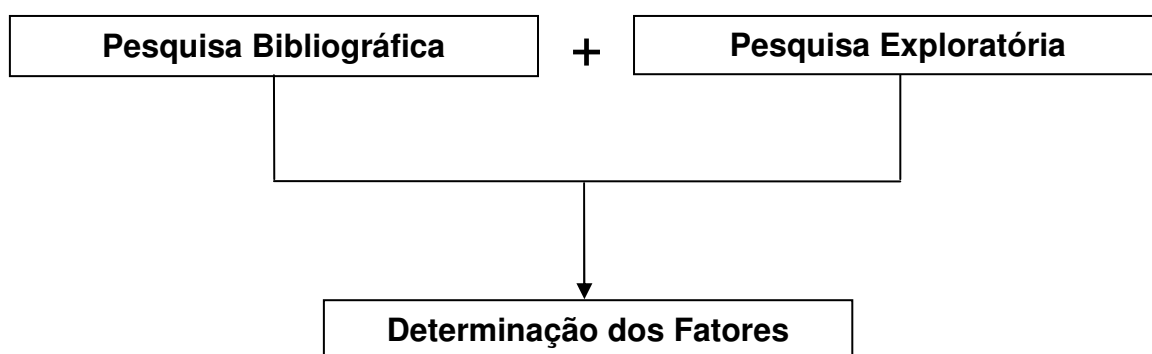 Pesquisa Bibliográfica + Pesquisa Exploratória
Determinação dos Fatores